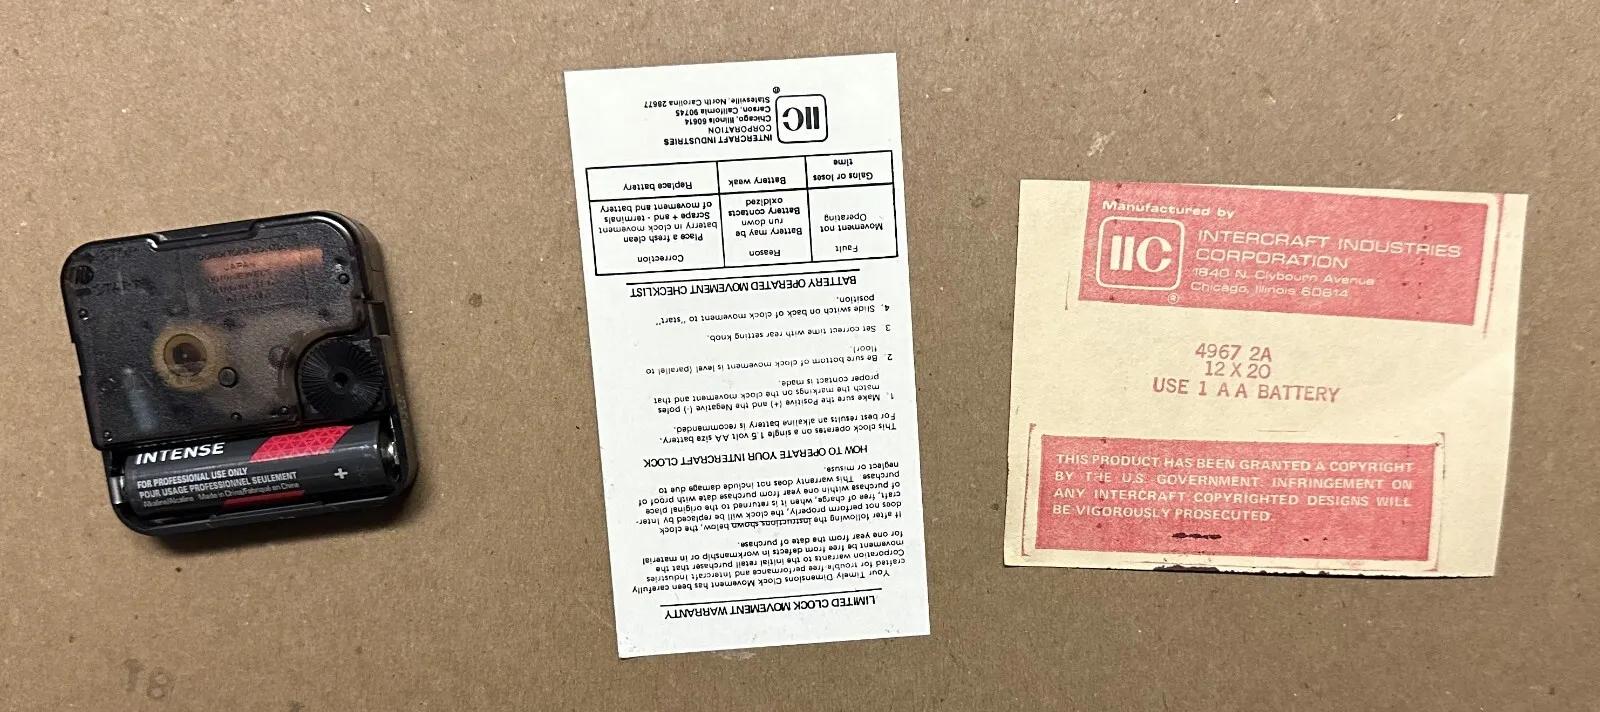 START
JAPAN
INTENSE
FOR PROFESSIONAL USE ONLY
POUR USAGE PROFESSIONNEL SEULEMENT
Alkaline/Alcaline Made in China/Fabriqué en Chine
+
LIMITED CLOCK MOVEMENT WARRANTY
Your Timely Dimensions Clock Movement has been carefully
crafted for trouble free performance and Intercraft Industries
Corporation warrants to the initial retail purchaser that the
movement be free from defects in workmanship or in material
for one year from the date of purchase.
If after following the instructions shown below, the clock
does not perform properly, the clock will be replaced by Inter-
craft, free of charge, when it is returned to the original place
of purchase within one year from purchase date with proof of
purchase. This warranty does not include damage due to
neglect or misuse.
HOW TO OPERATE YOUR INTERCRAFT CLOCK
This clock operates on a single 1.5 volt AA size battery.
For best results an alkaline battery is recommended.
1. Make sure the Positive (+) and the Negative (-) poles
match the markings on the clock movement and that
proper contact is made.
2. Be sure bottom of clock movement is level (parallel to
floor).
3 Set correct time with rear setting knob.
4. Slide switch on back of clock movement to "start"
position.
BATTERY OPERATED MOVEMENT CHECKLIST
Fault Reason Correction
Movement not Battery may be Place a fresh clean
Operating run down baterry in clock movement
Battery contacts Scrape + and - terminals
oxidized of movement and battery
Gains or loses Battery weak Replace battery
time
IIC
INTERCRAFT INDUSTRIES
CORPORATION
Chicago, Illinois 60614
Carson, California 90745
Statesville, North Carolina 28677
®
Manufactured by
IIC
®
INTERCRAFT INDUSTRIES
CORPORATION
1840 N. Clybourn Avenue
Chicago, Illinois 60614
4967 2A
12 X 20
USE 1 A A BATTERY
THIS PRODUCT HAS BEEN GRANTED A COPYRIGHT
BY THE U.S. GOVERNMENT. INFRINGEMENT ON
ANY INTERCRAFT COPYRIGHTED DESIGNS WILL
BE VIGOROUSLY PROSECUTED.